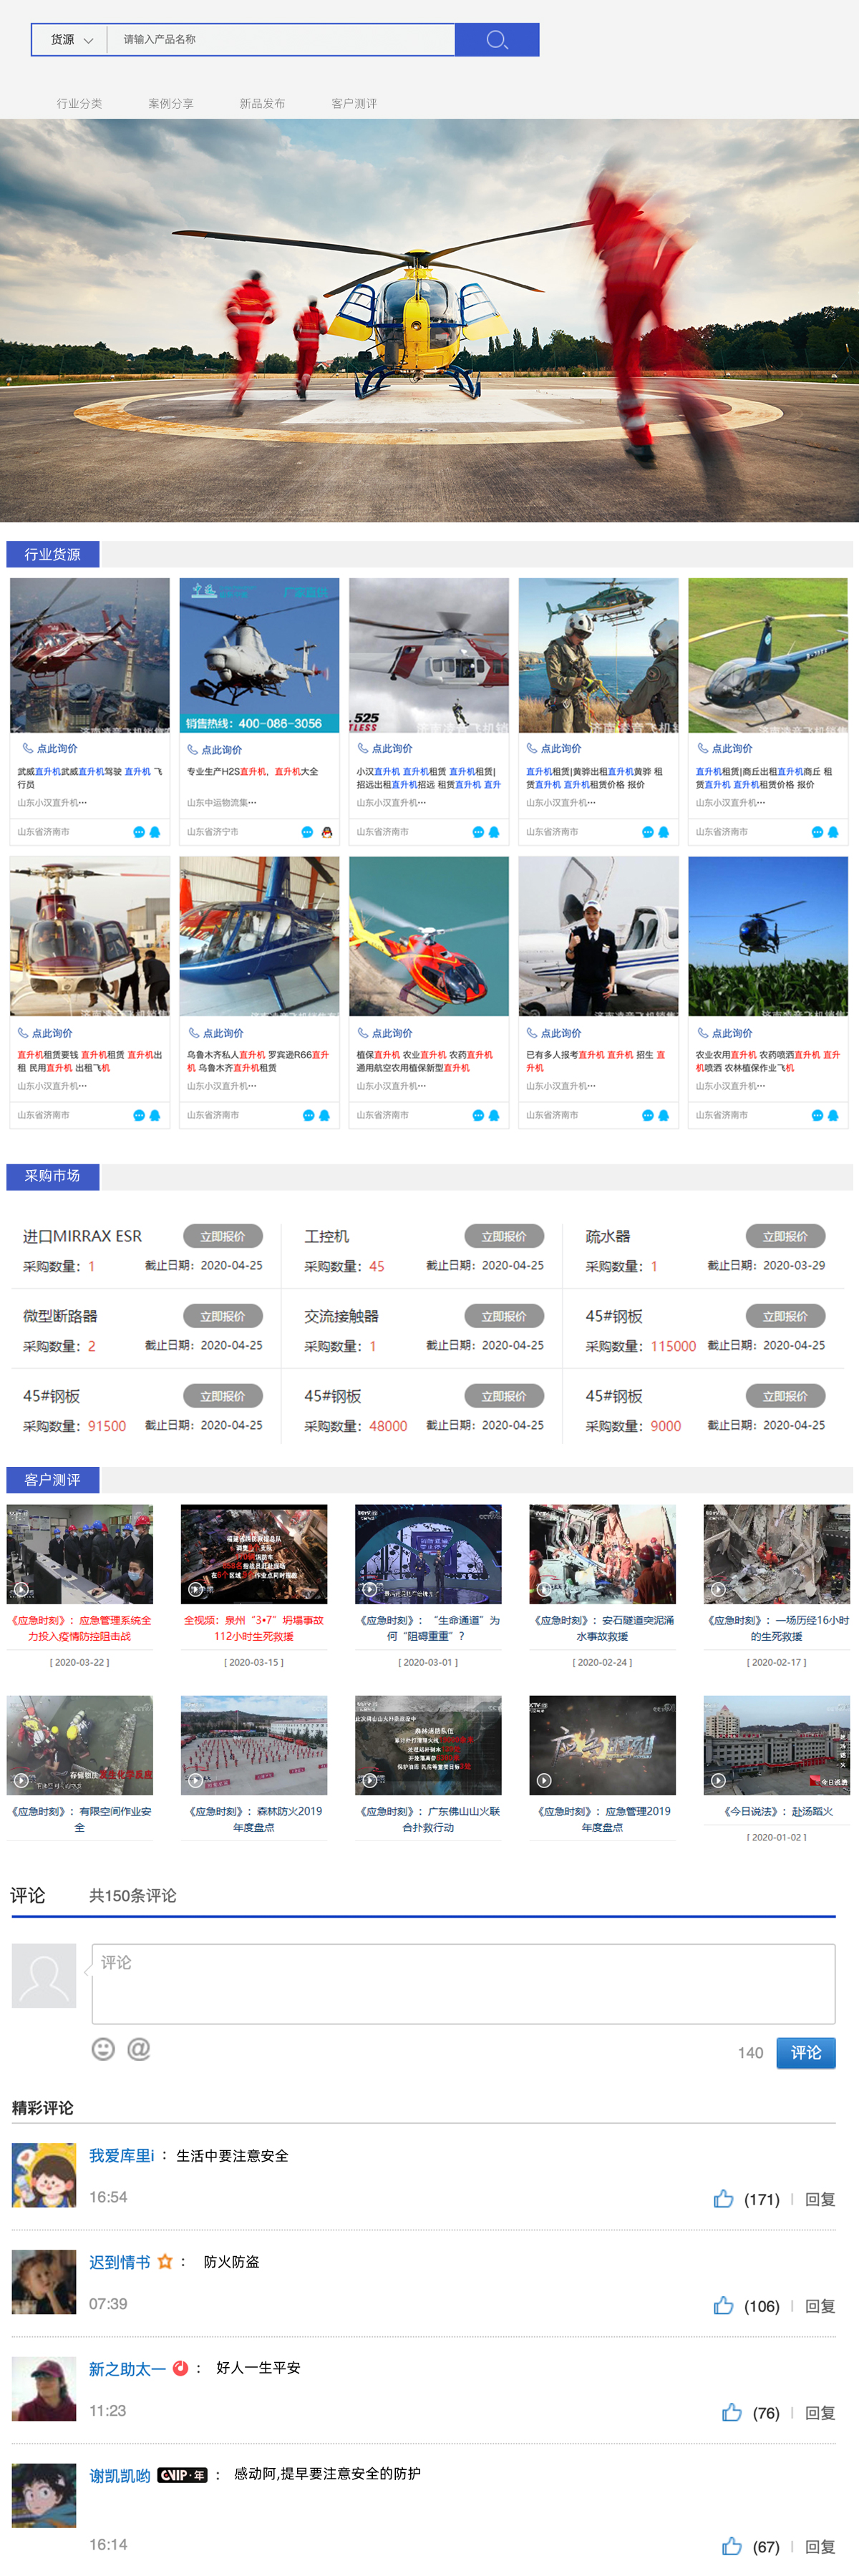 货源
请输入产品名称
行业分类
案例分享
新品发布
客户测评
行业货源
销售热线：400-086-3056
.525
点此询价
点此询价
点此询价
点此询价
点此询价
武威直升机武威直升机驾驶 直升机 飞
行员
山东小汉直升机···
山东省济南市
专业生产H2S直升机，直升机大全
山东中运物流集···
山东省济宁市
小汉直升机 直升机租赁 直升机租赁|
招远出租直升机招远 租赁直升机 直升
山东小汉直升机···
山东省济南市
直升机租赁|黄骅出租直升机黄骅 租
赁直升机 直升机租赁价格 报价
山东小汉直升机···
山东省济南市
直升机租赁|商丘出租直升机商丘 租
赁直升机 直升机租赁价格 报价
山东小汉直升机···
山东省济南市
点此询价
点此询价
点此询价
点此询价
点此询价
直升机租赁要钱 直升机租赁 直升机出
租 民用直升机 出租飞机
山东小汉直升机···
山东省济南市
乌鲁木齐私人直升机 罗宾逊R66直升
机 乌鲁木齐直升机租赁
山东小汉直升机···
山东省济南市
植保直升机 农业直升机 农药直升机
通用航空农用植保新型直升机
山东小汉直升机···
山东省济南市
已有多人报考直升机 直升机 招生 直
升机
山东小汉直升机···
山东省济南市
农业农用直升机 农药喷洒直升机 直升
机喷洒 农林植保作业飞机
山东小汉直升机···
山东省济南市
采购市场
进口MIRRAX ESR
立即报价
采购数量：1
截止日期：2020-04-25
工控机
立即报价
采购数量：45
截止日期：2020-04-25
疏水器
立即报价
采购数量：1
截止日期：2020-03-29
微型断路器
立即报价
采购数量：2
截止日期：2020-04-25
交流接触器
立即报价
采购数量：1
截止日期：2020-04-25
45#钢板
立即报价
采购数量：115000
截止日期：2020-04-25
45#钢板
立即报价
采购数量：91500
截止日期：2020-04-25
45#钢板
立即报价
采购数量：48000
截止日期：2020-04-25
45#钢板
立即报价
采购数量：9000
截止日期：2020-04-25
客户测评
《应急时刻》：应急管理系统全
力投入疫情防控阻击战
[ 2020-03-22 ]
全视频：泉州“3•7”坍塌事故
112小时生死救援
[ 2020-03-15 ]
《应急时刻》：“生命通道”为
何“阻碍重重”？
[ 2020-03-01 ]
《应急时刻》：安石隧道突泥涌
水事故救援
[ 2020-02-24 ]
《应急时刻》：一场历经16小时
的生死救援
[ 2020-02-17 ]
《应急时刻》：有限空间作业安
全
《应急时刻》：森林防火2019
年度盘点
《应急时刻》：广东佛山山火联
合扑救行动
《应急时刻》：应急管理2019
年度盘点
今日说法
《今日说法》：赴汤蹈火
[ 2020-01-02 ]
评论
共150条评论
评论
140
评论
精彩评论
我爱库里i ： 生活中要注意安全
16:54
(171)
回复
迟到情书 ： 防火防盗
07:39
(106)
回复
新之助太一 ： 好人一生平安
11:23
(76)
回复
谢凯凯哟 CVIP·年 ： 感动阿,提早要注意安全的防护
16:14
(67)
回复